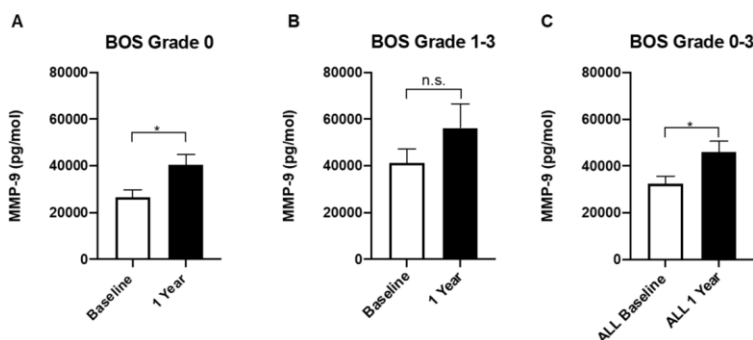 A
BOS Grade 0
MMP-9 (pg/mol)
80000
60000
40000
20000
0
*
Baseline
1 Year
B
BOS Grade 1-3
MMP-9 (pg/mol)
80000
60000
40000
20000
0
n.s.
Baseline
1 Year
C
BOS Grade 0-3
MMP-9 (pg/mol)
80000
60000
40000
20000
0
*
ALL Baseline
ALL 1 Year